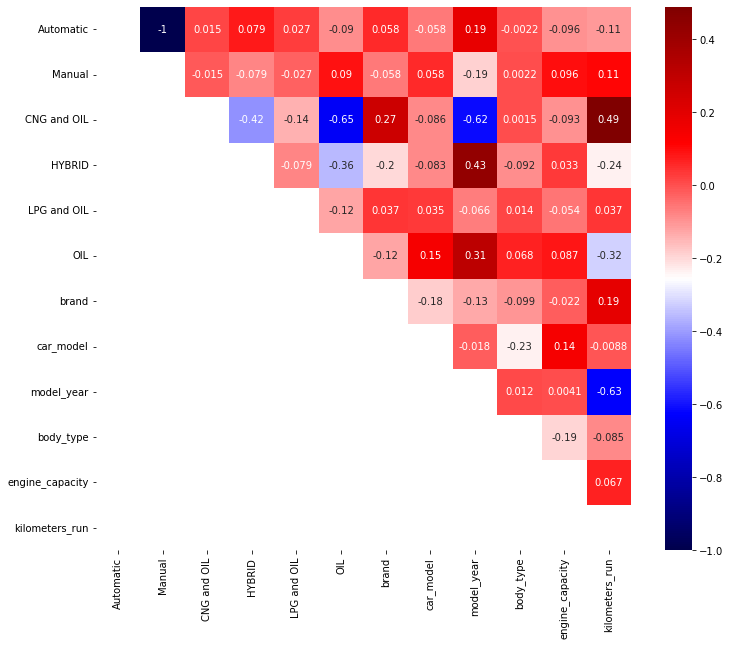 Automatic -1 0.015 0.079 0.027 -0.09 0.058 -0.058 0.19 -0.0022 -0.096 -0.11
Manual -0.015 -0.079 -0.027 0.09 -0.058 0.058 -0.19 0.0022 0.096 0.11
CNG and OIL -0.42 -0.14 -0.65 0.27 -0.086 -0.62 0.0015 -0.093 0.49
HYBRID -0.079 -0.36 -0.2 -0.083 0.43 -0.092 0.033 -0.24
LPG and OIL -0.12 0.037 0.035 -0.066 0.014 -0.054 0.037
OIL -0.12 0.15 0.31 0.068 0.087 -0.32
brand -0.18 -0.13 -0.099 -0.022 0.19
car_model -0.018 -0.23 0.14 -0.0088
model_year 0.012 0.0041 -0.63
body_type -0.19 -0.085
engine_capacity 0.067
kilometers_run
Automatic
Manual
CNG and OIL
HYBRID
LPG and OIL
OIL
brand
car_model
model_year
body_type
engine_capacity
kilometers_run
0.4
0.2
0.0
−0.2
−0.4
−0.6
−0.8
−1.0